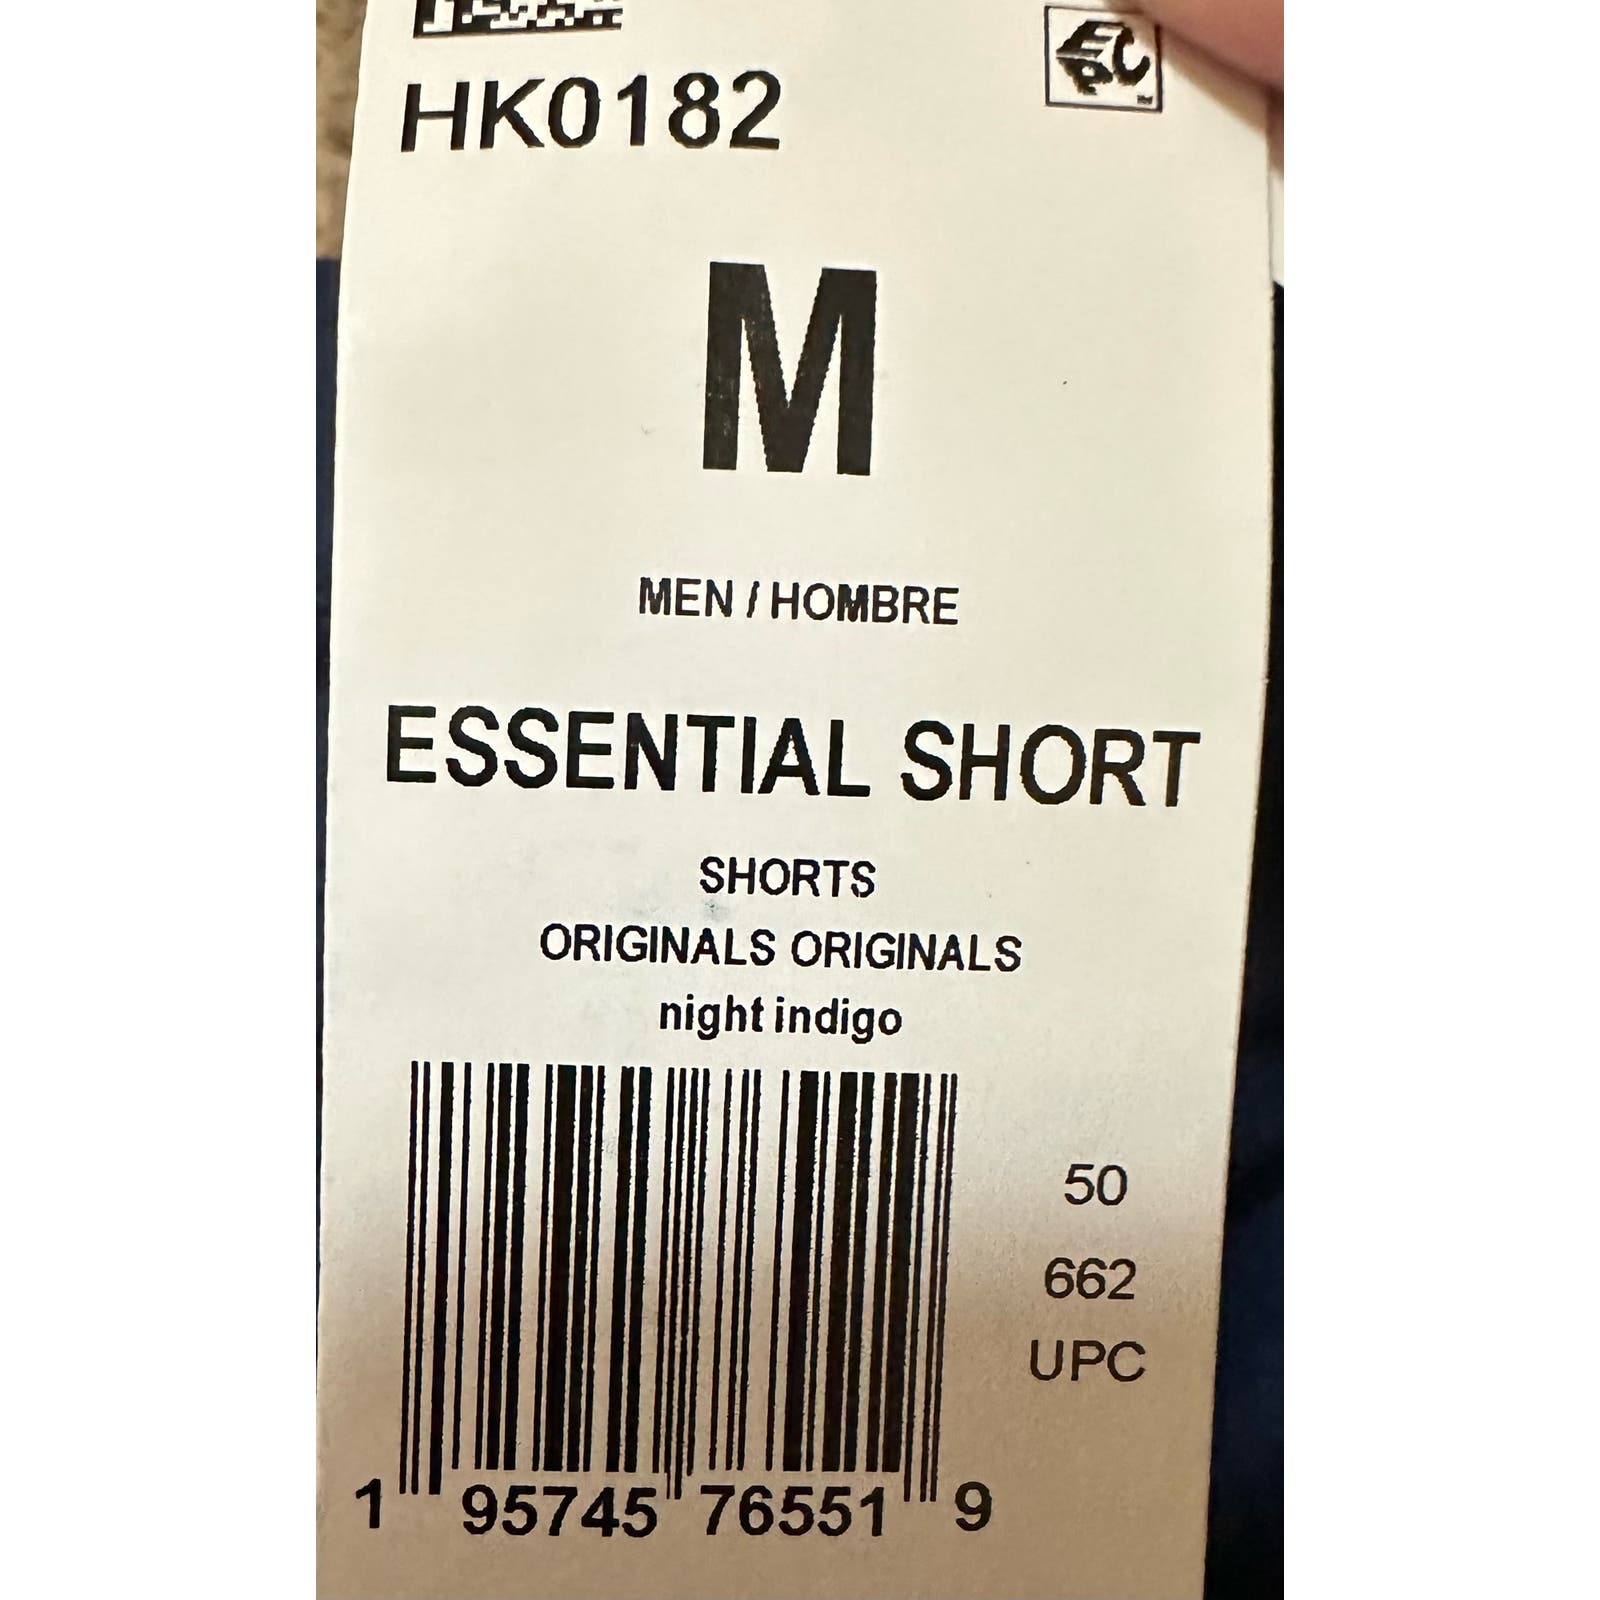 HK0182
M
MEN / HOMBRE
ESSENTIAL SHORT
SHORTS
ORIGINALS ORIGINALS
night indigo
50
662
UPC
1 95745 76551 9